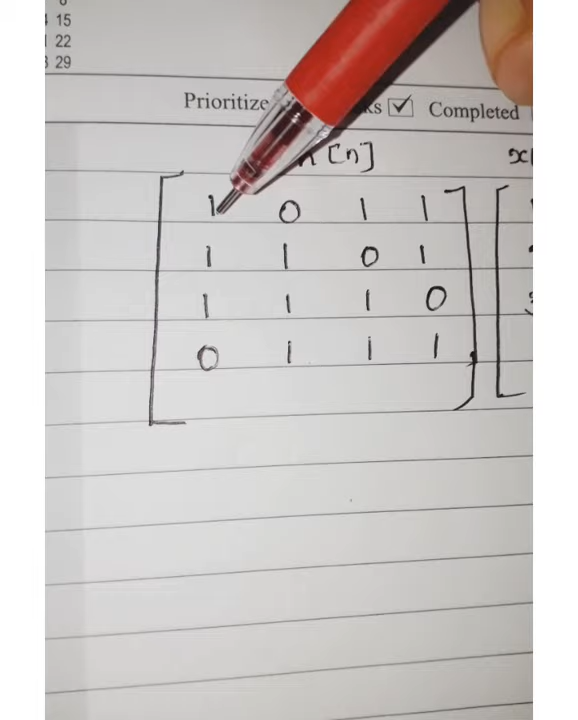 15
22
29
Prioritize ks Completed
[n]
1 0 1 1
1 1 0 1
1 1 1 0
0 1 1 1